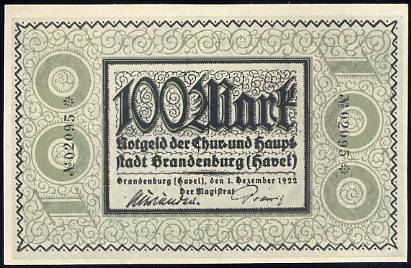 100
№ 02095 *
100 Mark
Notgeld der Chur-und Haupt
stadt Brandenburg (Havel)
Brandenburg (Havel), den 1. Dezember 1922
Der Magistrat
100
02095 *